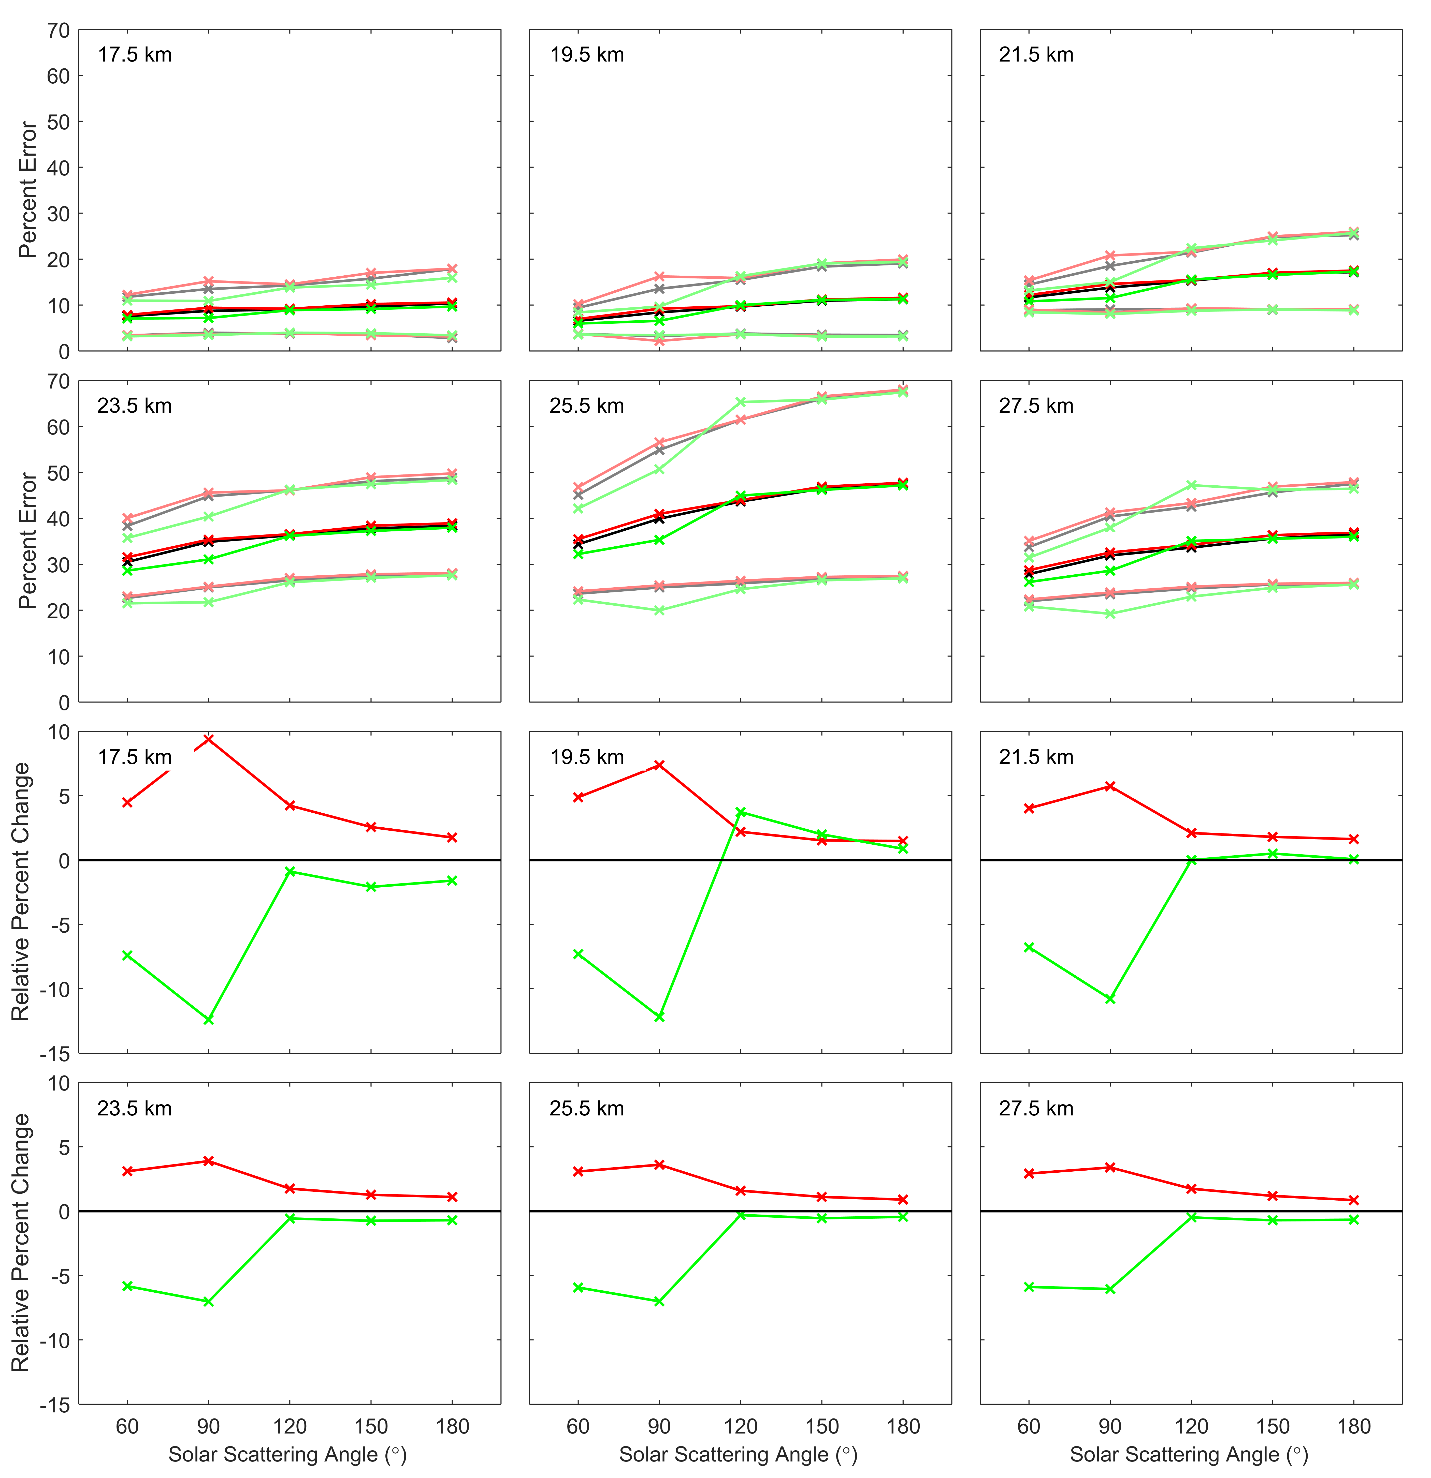 17.5 km
19.5 km
21.5 km
70
60
50
40
30
20
10
0
Percent Error
23.5 km
25.5 km
27.5 km
70
60
50
40
30
20
10
0
Percent Error
17.5 km
19.5 km
21.5 km
10
5
0
-5
-10
-15
Relative Percent Change
23.5 km
25.5 km
27.5 km
10
5
0
-5
-10
-15
Relative Percent Change
60 90 120 150 180
60 90 120 150 180
60 90 120 150 180
Solar Scattering Angle (°)
Solar Scattering Angle (°)
Solar Scattering Angle (°)